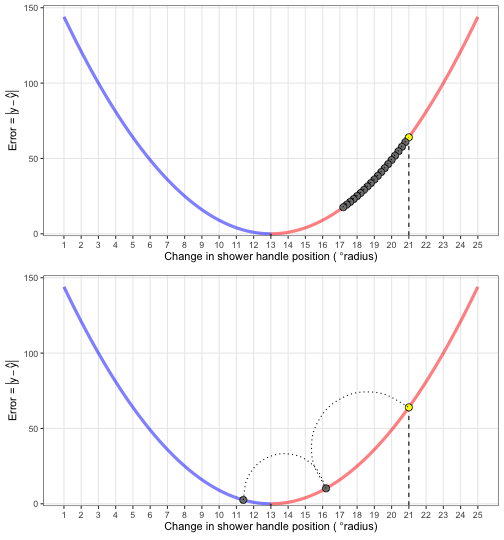 150
100
50
0
Error = |y − ŷ|
1 2 3 4 5 6 7 8 9 10 11 12 13 14 15 16 17 18 19 20 21 22 23 24 25
Change in shower handle position ( °radius)
150
100
50
0
Error = |y − ŷ|
1 2 3 4 5 6 7 8 9 10 11 12 13 14 15 16 17 18 19 20 21 22 23 24 25
Change in shower handle position ( °radius)